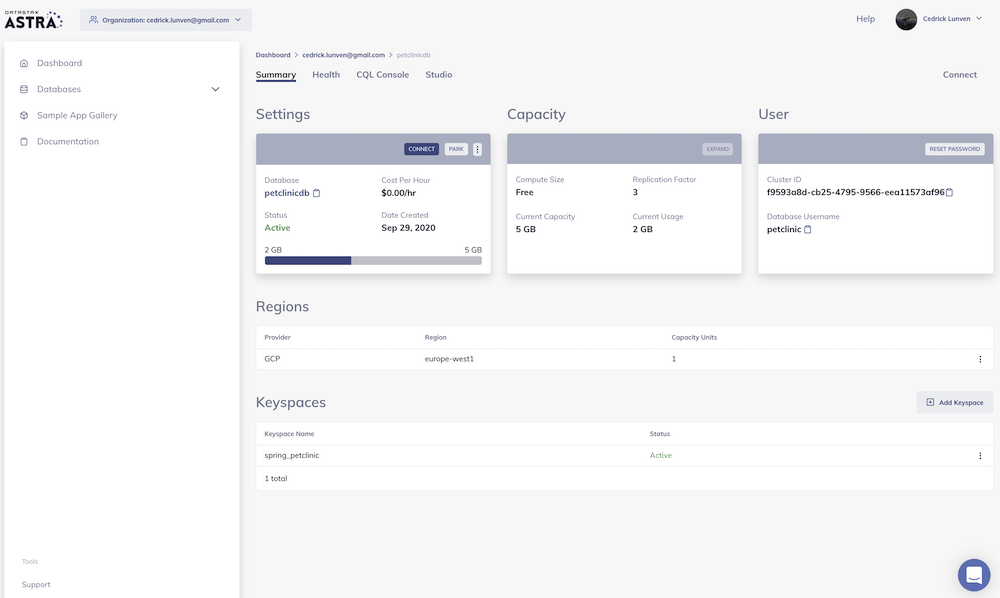 DATASTAX
ASTRA
Organization: cedrick.lunven@gmail.com
Help
Cedrick Lunven
Dashboard
Databases
Sample App Gallery
Documentation
Tools
Support
Dashboard > cedrick.lunven@gmail.com > petclinicdb
Summary Health CQL Console Studio Connect
Settings
CONNECT PARK
Database Cost Per Hour
petclinicdb $0.00/hr
Status Date Created
Active Sep 29, 2020
2 GB 5 GB
Capacity
EXPAND
Compute Size Replication Factor
Free 3
Current Capacity Current Usage
5 GB 2 GB
User
RESET PASSWORD
Cluster ID
f9593a8d-cb25-4795-9566-eea11573af96
Database Username
petclinic
Regions
Provider Region Capacity Units
GCP europe-west1 1
Keyspaces
Add Keyspace
Keyspace Name Status
spring_petclinic Active
1 total